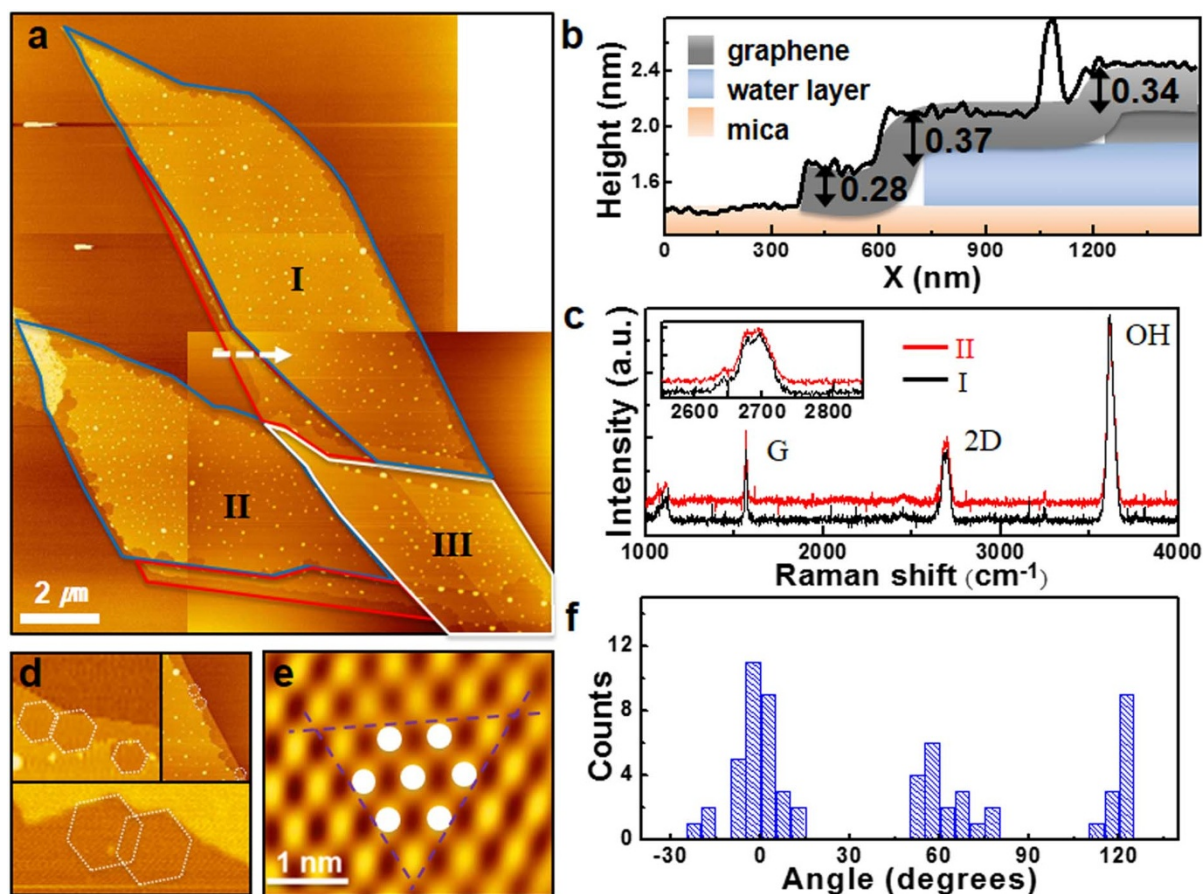 a
I
II
III
2 μm
b
Height (nm)
2.4
2.0
1.6
graphene
water layer
mica
0.28
0.37
0.34
0 300 600 900 1200
X (nm)
c
Intensity (a.u.)
2600 2700 2800
II
I
G
2D
OH
1000 2000 3000 4000
Raman shift (cm-1)
d
e
1 nm
f
Counts
12
8
4
0
-30 0 30 60 90 120
Angle (degrees)